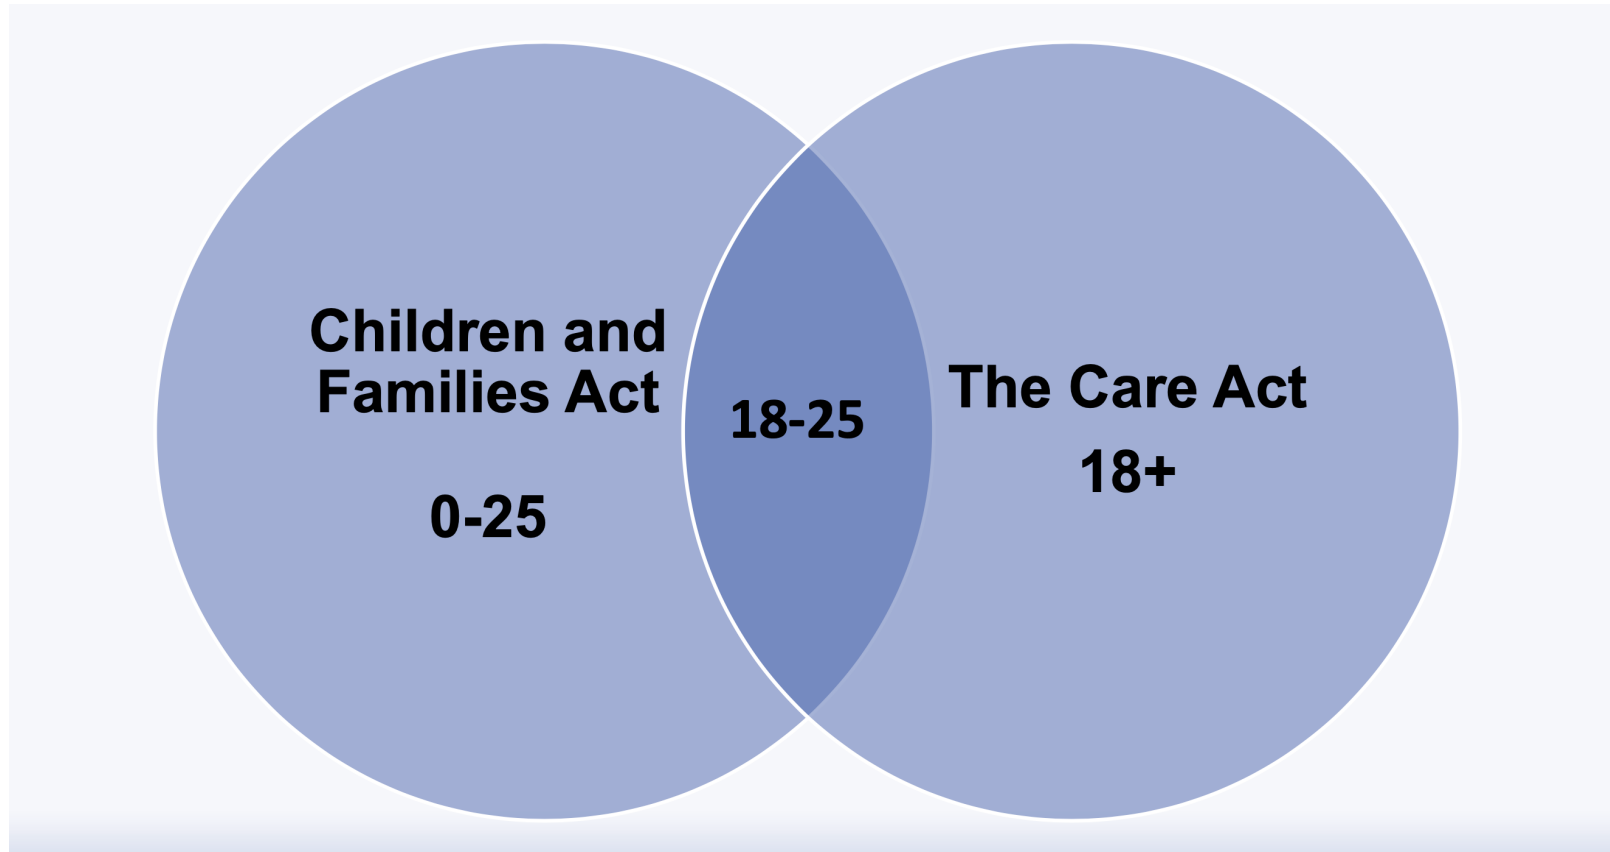 Children and
Families Act
0-25
18-25
The Care Act
18+